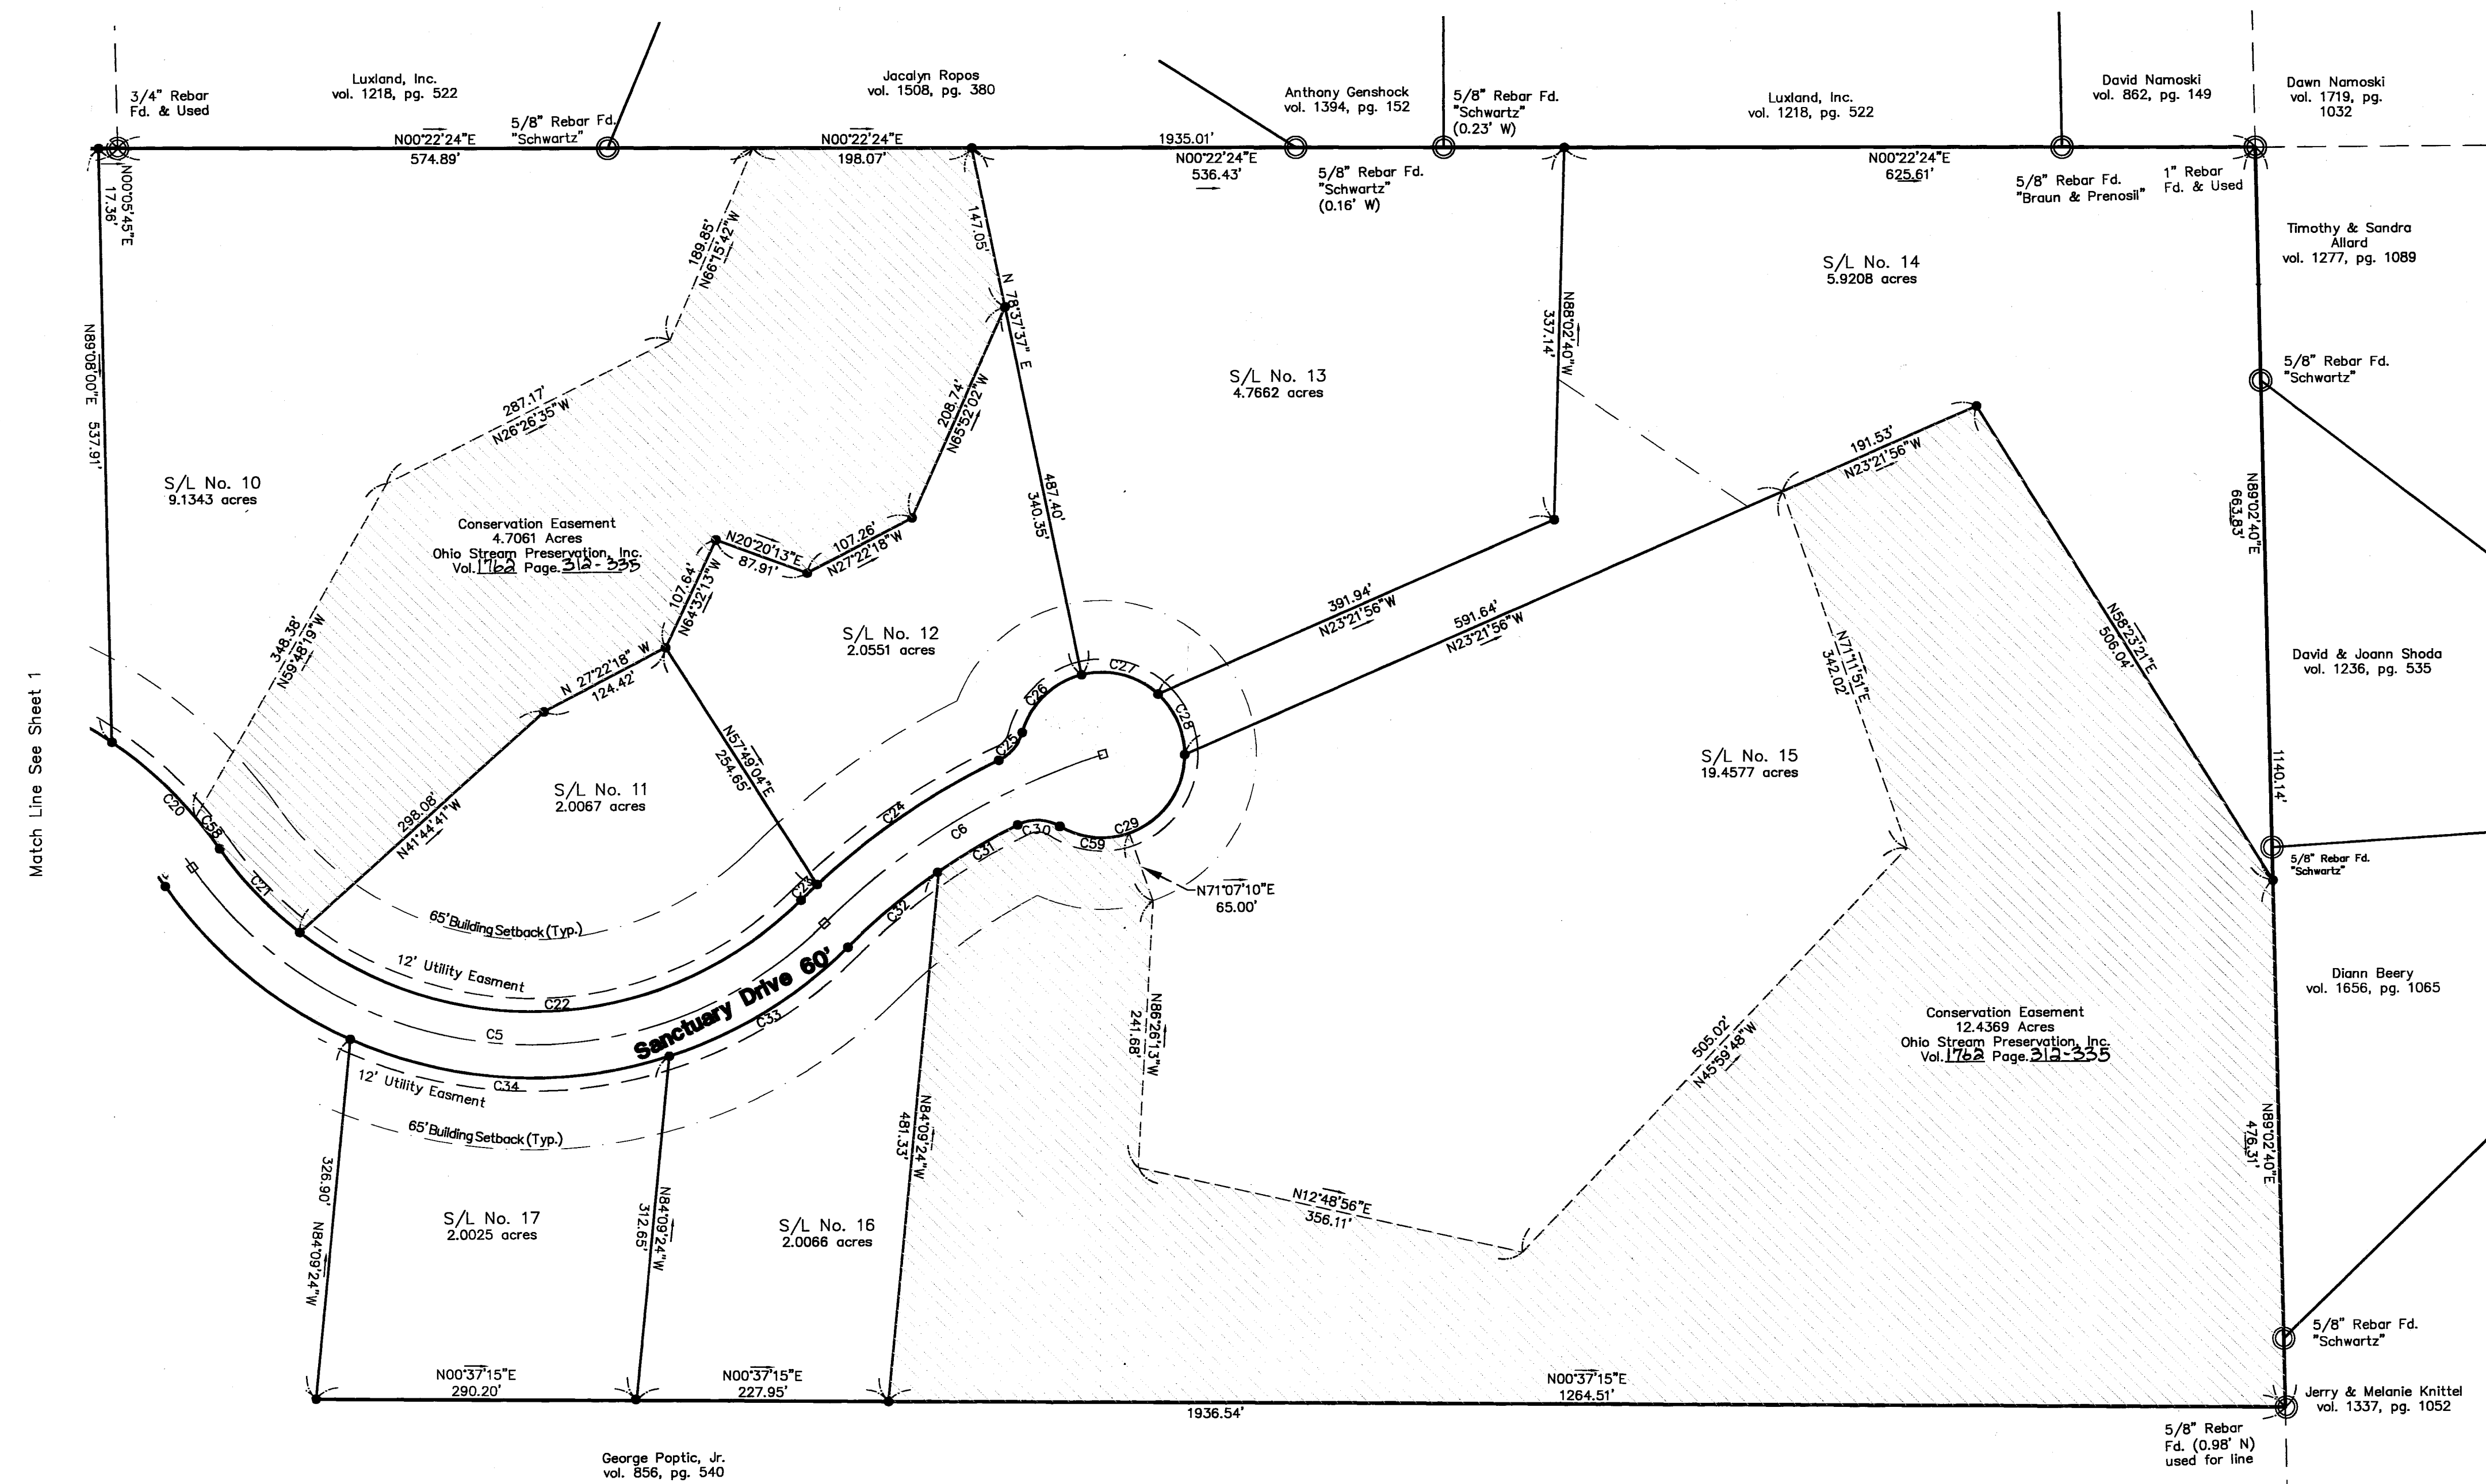 Luxland, Inc.
vol. 1218, pg. 522
3/4" Rebar
Fd. & Used
5/8" Rebar Fd.
"Schwartz"
Jacalyn Ropos
vol. 1508, pg. 380
Anthony Genshock
vol. 1394, pg. 152
5/8" Rebar Fd.
"Schwartz"
(0.23' W)
Luxland, Inc.
vol. 1218, pg. 522
David Namoski
vol. 862, pg. 149
Dawn Namoski
vol. 1719, pg.
1032
N00°22'24"E
574.89'
N00°22'24"E
198.07'
1935.01'
N00°22'24"E
536.43'
5/8" Rebar Fd.
"Schwartz"
(0.16' W)
N00°22'24"E
625.61'
5/8" Rebar Fd.
"Braun & Prenosil"
1" Rebar
Fd. & Used
N00°05'45"E
17.36'
N89°08'00"E 537.91'
189.85'
N66°15'42"W
147.05'
N 78°37'37" E
487.40'
340.35'
208.74'
N65°52'02"W
287.17'
N26°26'35"W
S/L No. 10
9.1343 acres
Conservation Easement
4.7061 Acres
Ohio Stream Preservation, Inc.
Vol. 1762 Page. 312-335
N20°20'13"E
87.91'
107.26'
N27°22'18"W
107.64'
N64°32'13"W
348.38'
N59°48'19"W
N 27°22'18" W
124.42'
S/L No. 12
2.0551 acres
S/L No. 13
4.7662 acres
N88°02'40"W
337.14'
S/L No. 14
5.9208 acres
Timothy & Sandra
Allard
vol. 1277, pg. 1089
5/8" Rebar Fd.
"Schwartz"
N89°02'40"E
663.83'
191.53'
N23°21'56"W
391.94'
N23°21'56"W
591.64'
N23°21'56"W
N71°11'51"E
342.02'
N58°23'21"E
506.04'
David & Joann Shoda
vol. 1236, pg. 535
1140.14'
5/8" Rebar Fd.
"Schwartz"
Match Line See Sheet 1
C20
C58
C21
298.08'
N41°44'41"W
S/L No. 11
2.0067 acres
N57°49'04"E
254.65'
C23
C24
C25
C26
C27
C28
C29
C59
C30
C31
C32
C6
N71°07'10"E
65.00'
S/L No. 15
19.4577 acres
65' Building Setback (Typ.)
12' Utility Easment
C22
C5
Sanctuary Drive 60'
C33
C34
12' Utility Easment
65' Building Setback (Typ.)
N86°26'13"W
241.68'
505.02'
N45°59'48"W
Conservation Easement
12.4369 Acres
Ohio Stream Preservation, Inc.
Vol. 1762 Page. 312-335
Diann Beery
vol. 1656, pg. 1065
N89°02'40"E
476.31'
326.90' N84°09'24"W
S/L No. 17
2.0025 acres
N84°09'24"W
312.65'
S/L No. 16
2.0066 acres
N84°09'24"W
481.33'
N12°48'56"E
356.11'
5/8" Rebar Fd.
"Schwartz"
N00°37'15"E
290.20'
N00°37'15"E
227.95'
N00°37'15"E
1264.51'
1936.54'
Jerry & Melanie Knittel
vol. 1337, pg. 1052
5/8" Rebar
Fd. (0.98' N)
used for line
George Poptic, Jr.
vol. 856, pg. 540